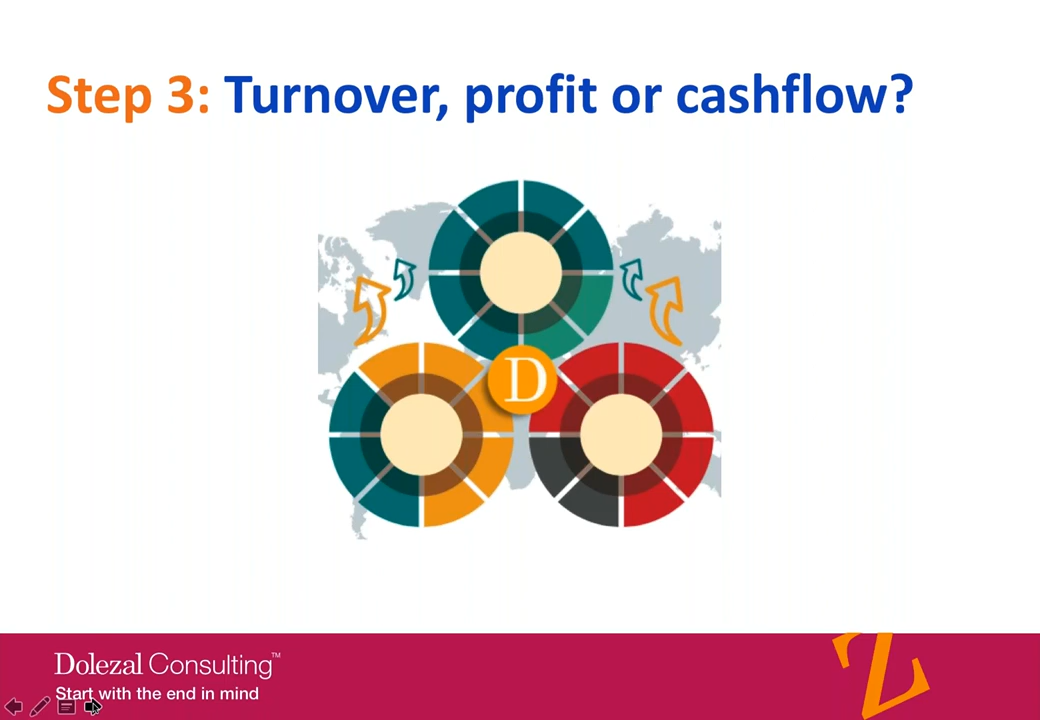 Step 3: Turnover, profit or cashflow?
D
Dolezal Consulting™
Start with the end in mind
Z